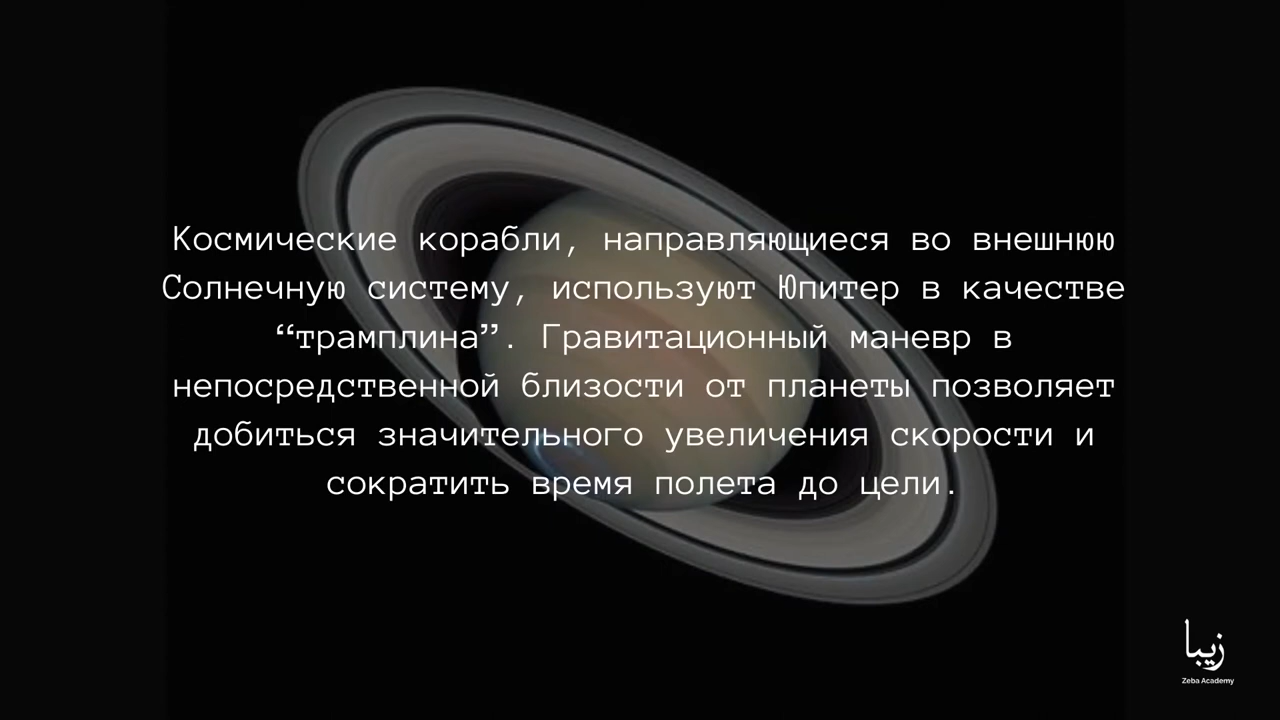 Космические корабли, направляющиеся во внешнюю
Солнечную систему, используют Юпитер в качестве
“трамплина”. Гравитационный маневр в
непосредственной близости от планеты позволяет
добиться значительного увеличения скорости и
сократить время полета до цели.
زیبا
Zeba Academy